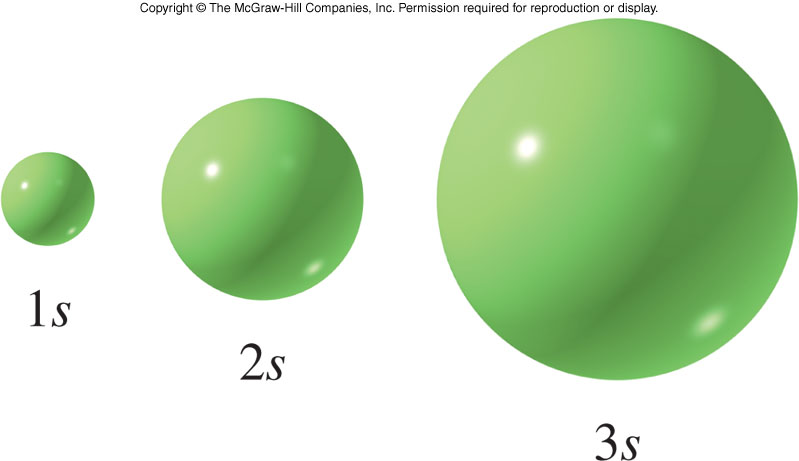 Copyright © The McGraw-Hill Companies, Inc. Permission required for reproduction or display.
1s
2s
3s